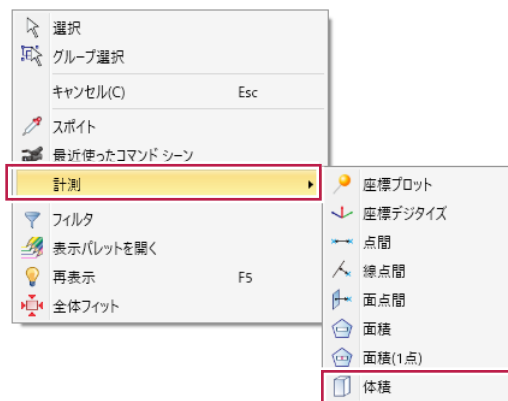 選択
グループ選択
キャンセル(C) Esc
スポイト
最近使ったコマンド シーン
計測
フィルタ
表示パレットを開く
再表示 F5
全体フィット
座標プロット
座標デジタイズ
点間
線点間
面点間
面積
面積(1点)
体積